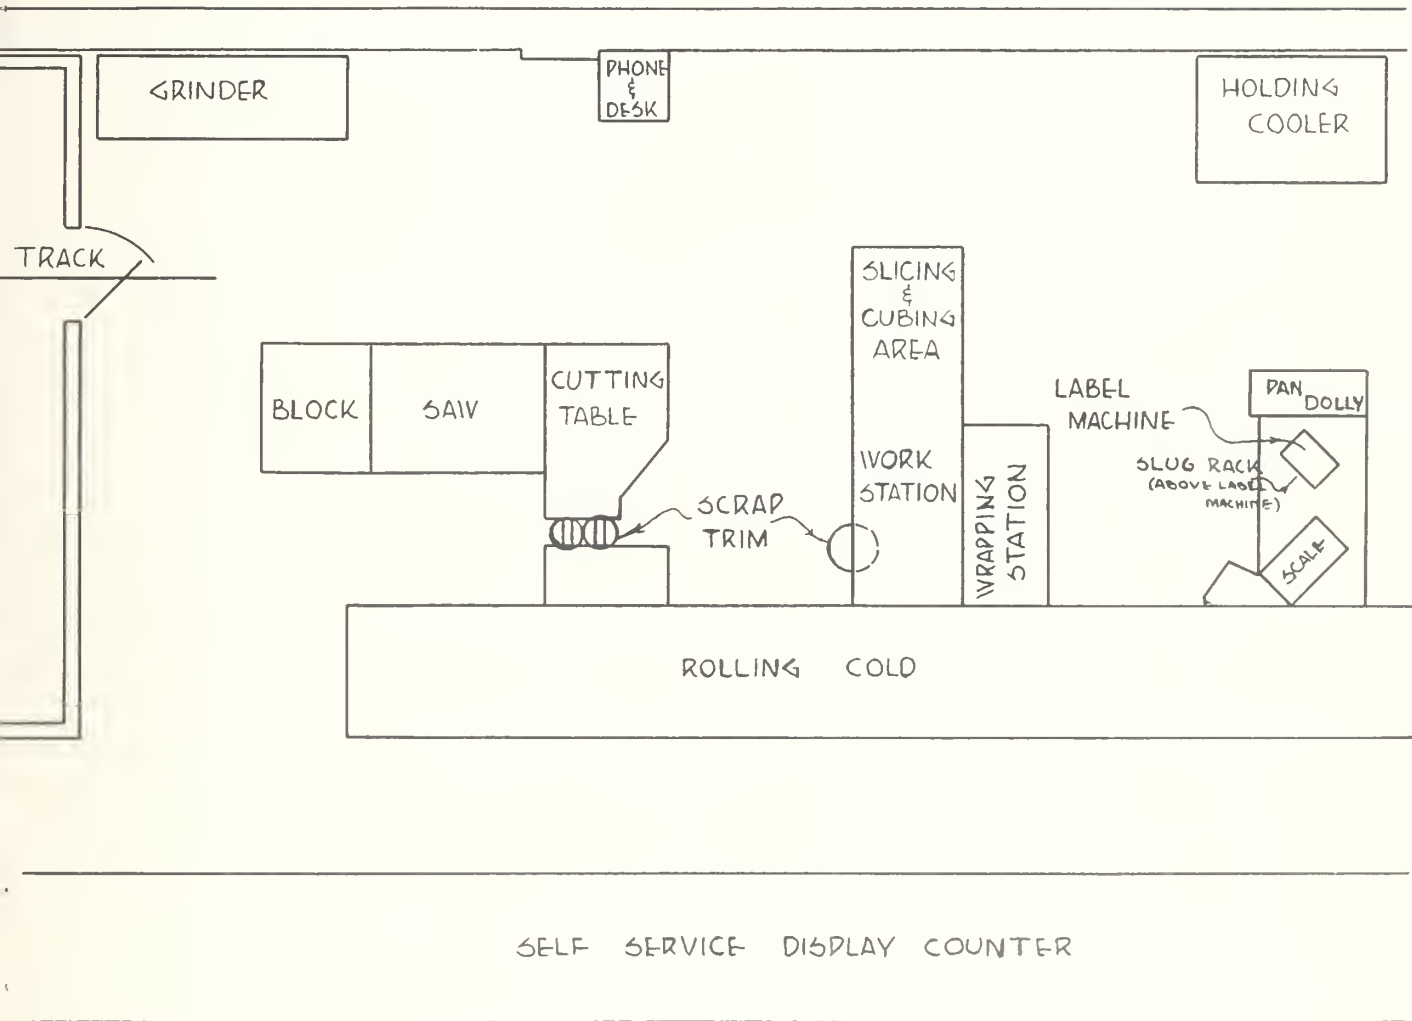 GRINDER
PHONE
&
DESK
HOLDING
COOLER
TRACK
SLICING
&
CUBING
AREA
BLOCK
SAW
CUTTING
TABLE
LABEL
MACHINE
PAN
DOLLY
WORK
STATION
SLUG RACK
(ABOVE LABEL
MACHINE)
SCRAP
TRIM
WRAPPING
STATION
SCALE
ROLLING COLD
SELF SERVICE DISPLAY COUNTER